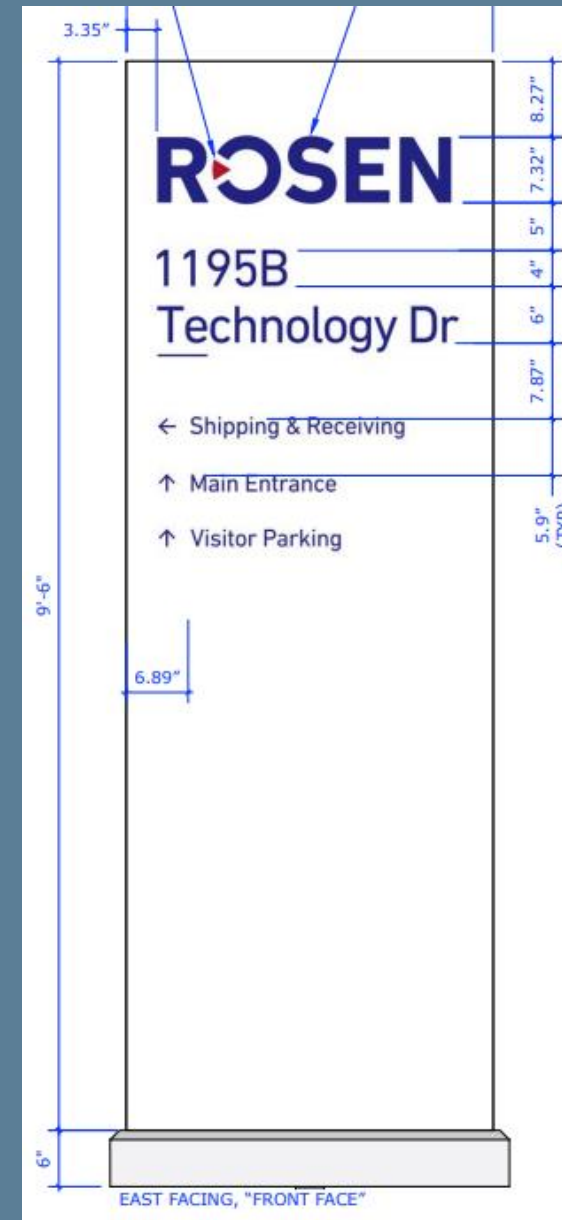 3.35"
8.27"
ROSEN
7.32"
5"
1195B
4"
Technology Dr
6"
7.87"
← Shipping & Receiving
↑ Main Entrance
5.9"
(TYP)
↑ Visitor Parking
9'-6"
6.89"
6"
EAST FACING, "FRONT FACE"